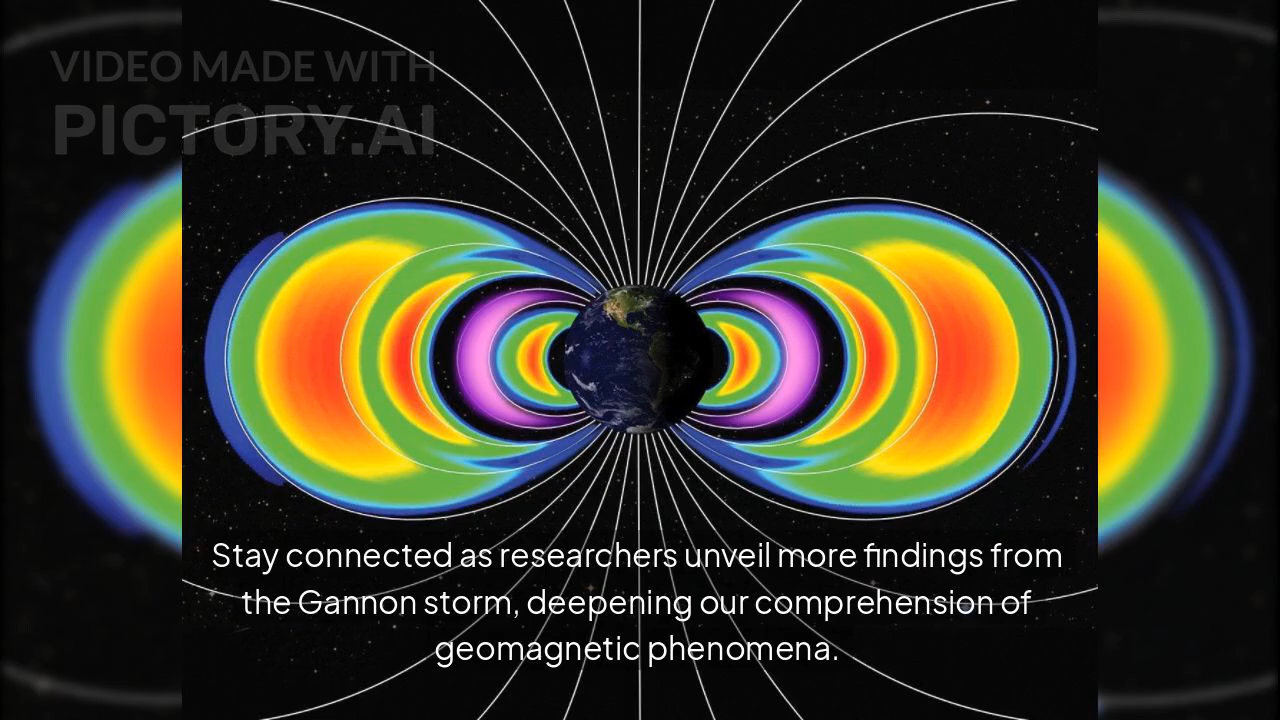 VIDEO MADE WITH
PICTORY.AI
Stay connected as researchers unveil more findings from
the Gannon storm, deepening our comprehension of
geomagnetic phenomena.